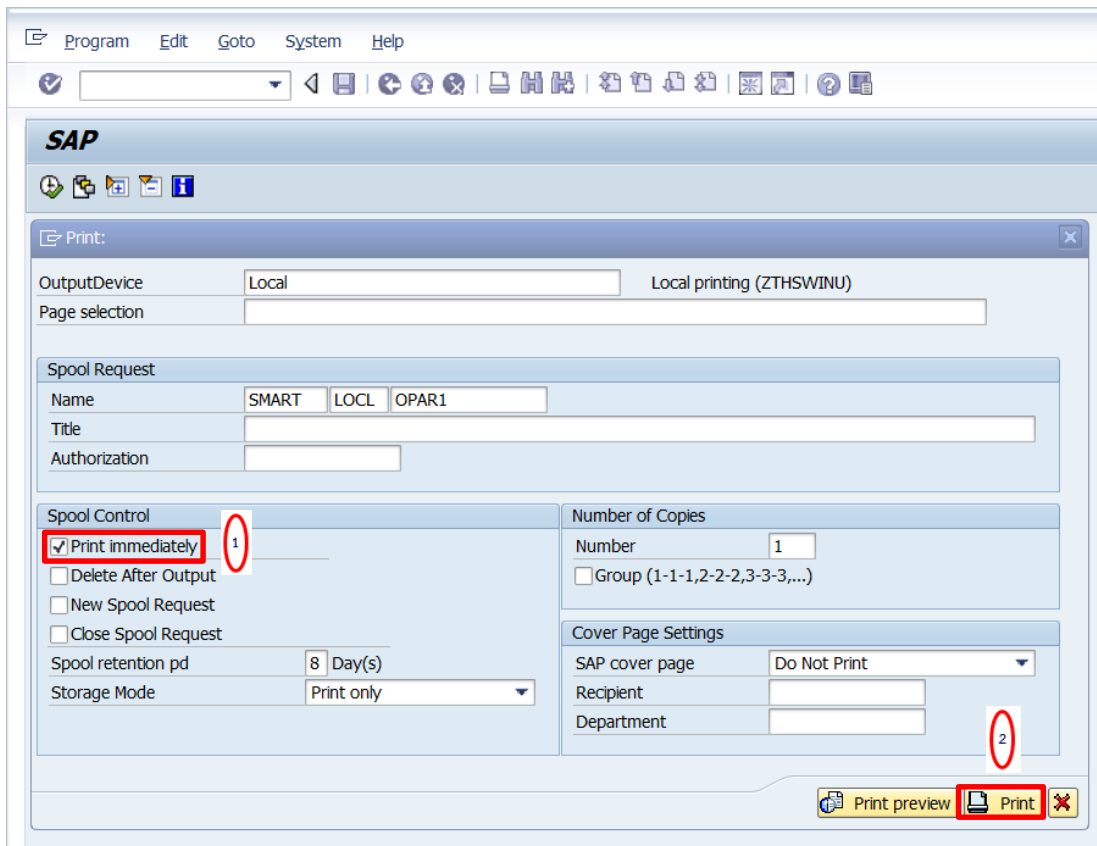 Program Edit Goto System Help
SAP
Print:
OutputDevice Local Local printing (ZTHSWINU)
Page selection
Spool Request
Name SMART LOCL OPAR1
Title
Authorization
Spool Control
Print immediately 1
Delete After Output
New Spool Request
Close Spool Request
Spool retention pd 8 Day(s)
Storage Mode Print only
Number of Copies
Number 1
Group (1-1-1,2-2-2,3-3-3,...)
Cover Page Settings
SAP cover page Do Not Print
Recipient
Department
2
Print preview Print